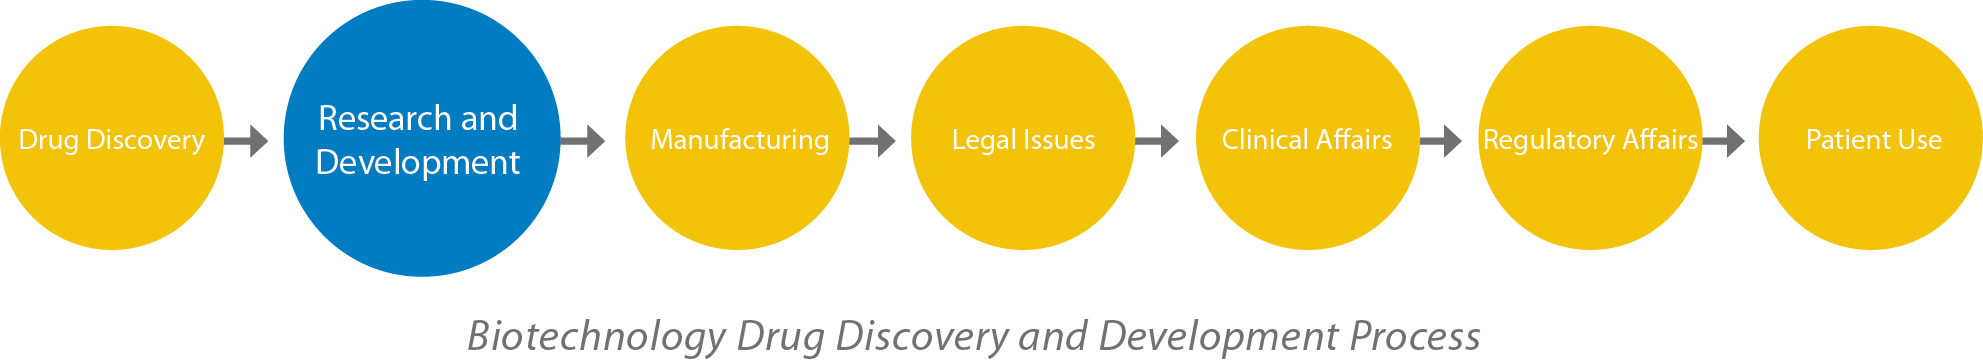 Drug Discovery
Research and
Development
Manufacturing
Legal Issues
Clinical Affairs
Regulatory Affairs
Patient Use
Biotechnology Drug Discovery and Development Process